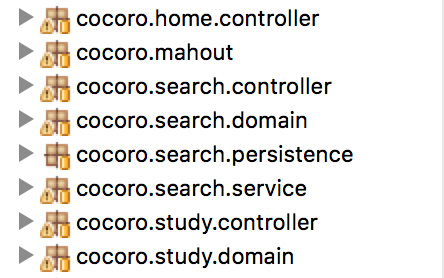 cocoro.home.controller
cocoro.mahout
cocoro.search.controller
cocoro.search.domain
cocoro.search.persistence
cocoro.search.service
cocoro.study.controller
cocoro.study.domain